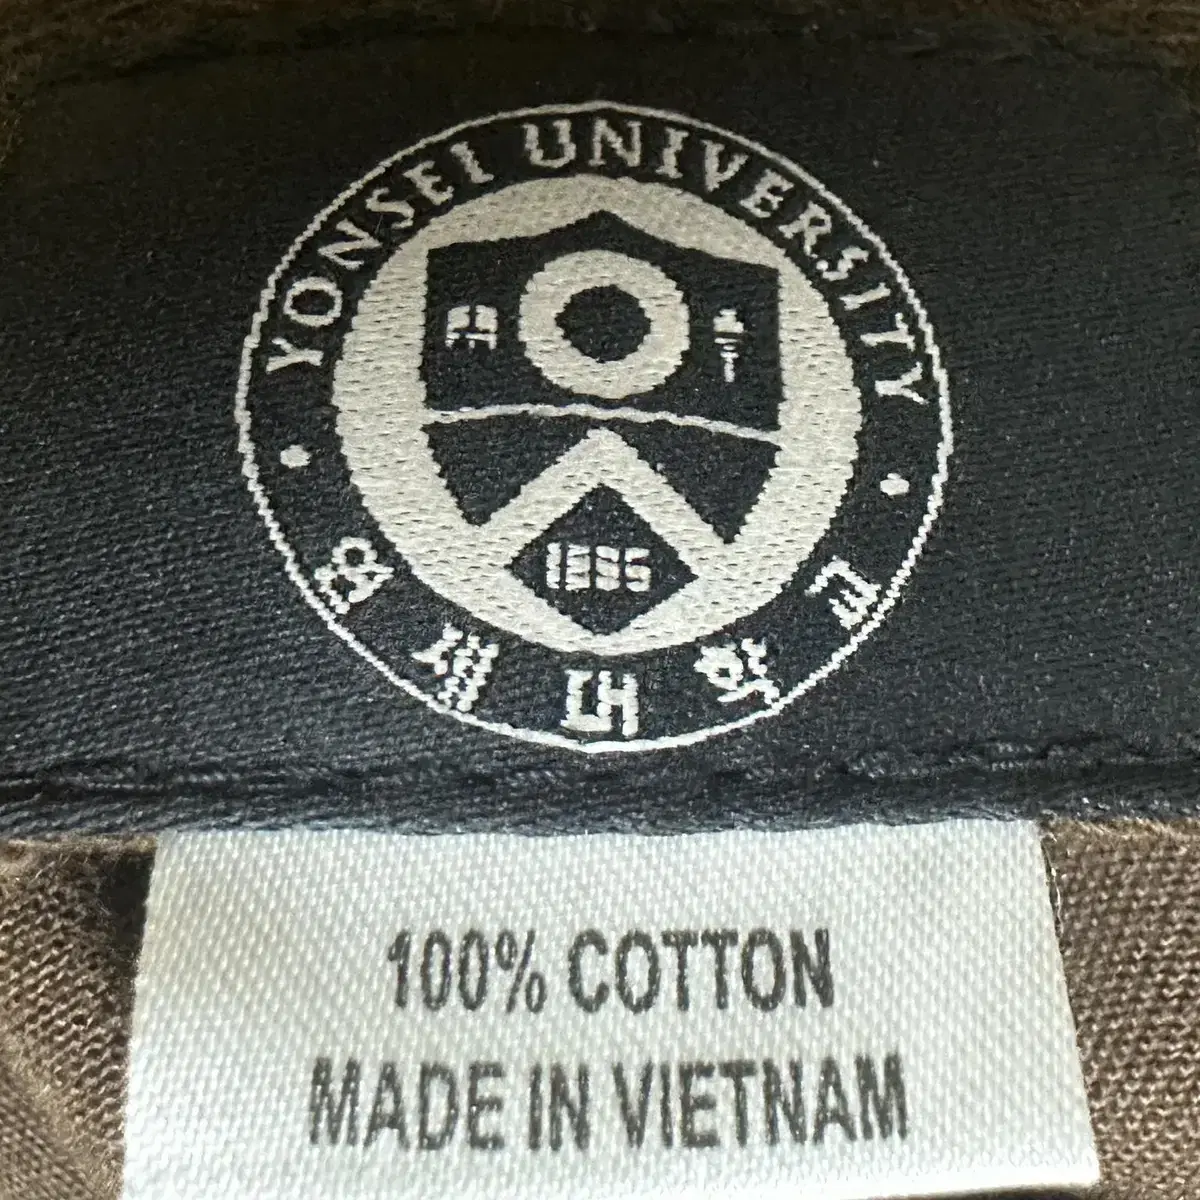 YONSEI UNIVERSITY
1885
연세대학교
100% COTTON
MADE IN VIETNAM